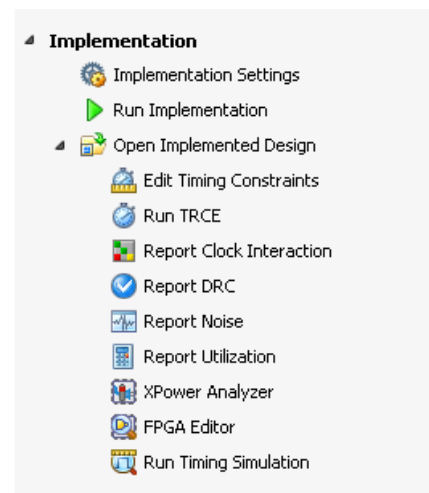 Implementation
Implementation Settings
Run Implementation
Open Implemented Design
Edit Timing Constraints
Run TRCE
Report Clock Interaction
Report DRC
Report Noise
Report Utilization
XPower Analyzer
FPGA Editor
Run Timing Simulation